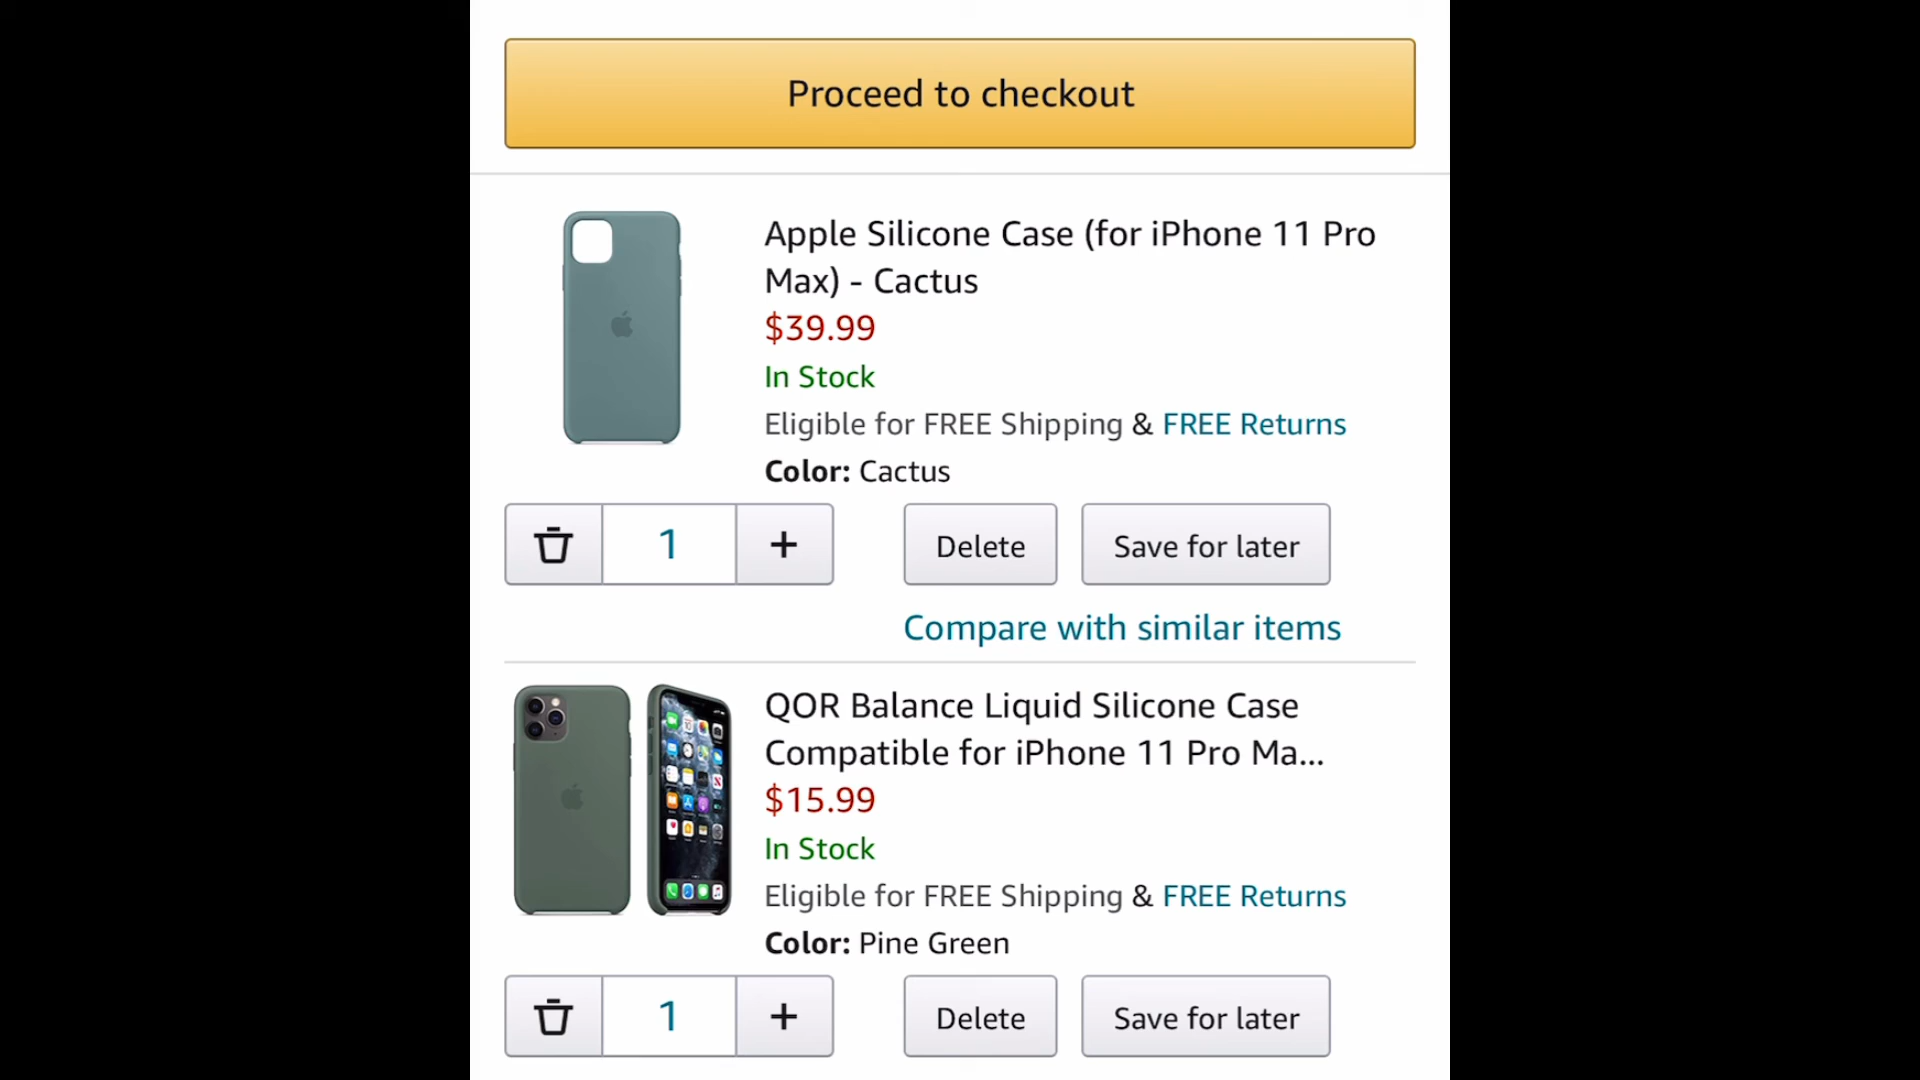 Proceed to checkout
Apple Silicone Case (for iPhone 11 Pro
Max) - Cactus
$39.99
In Stock
Eligible for FREE Shipping & FREE Returns
Color: Cactus
1 + Delete Save for later
Compare with similar items
QOR Balance Liquid Silicone Case
Compatible for iPhone 11 Pro Ma...
$15.99
In Stock
Eligible for FREE Shipping & FREE Returns
Color: Pine Green
1 + Delete Save for later